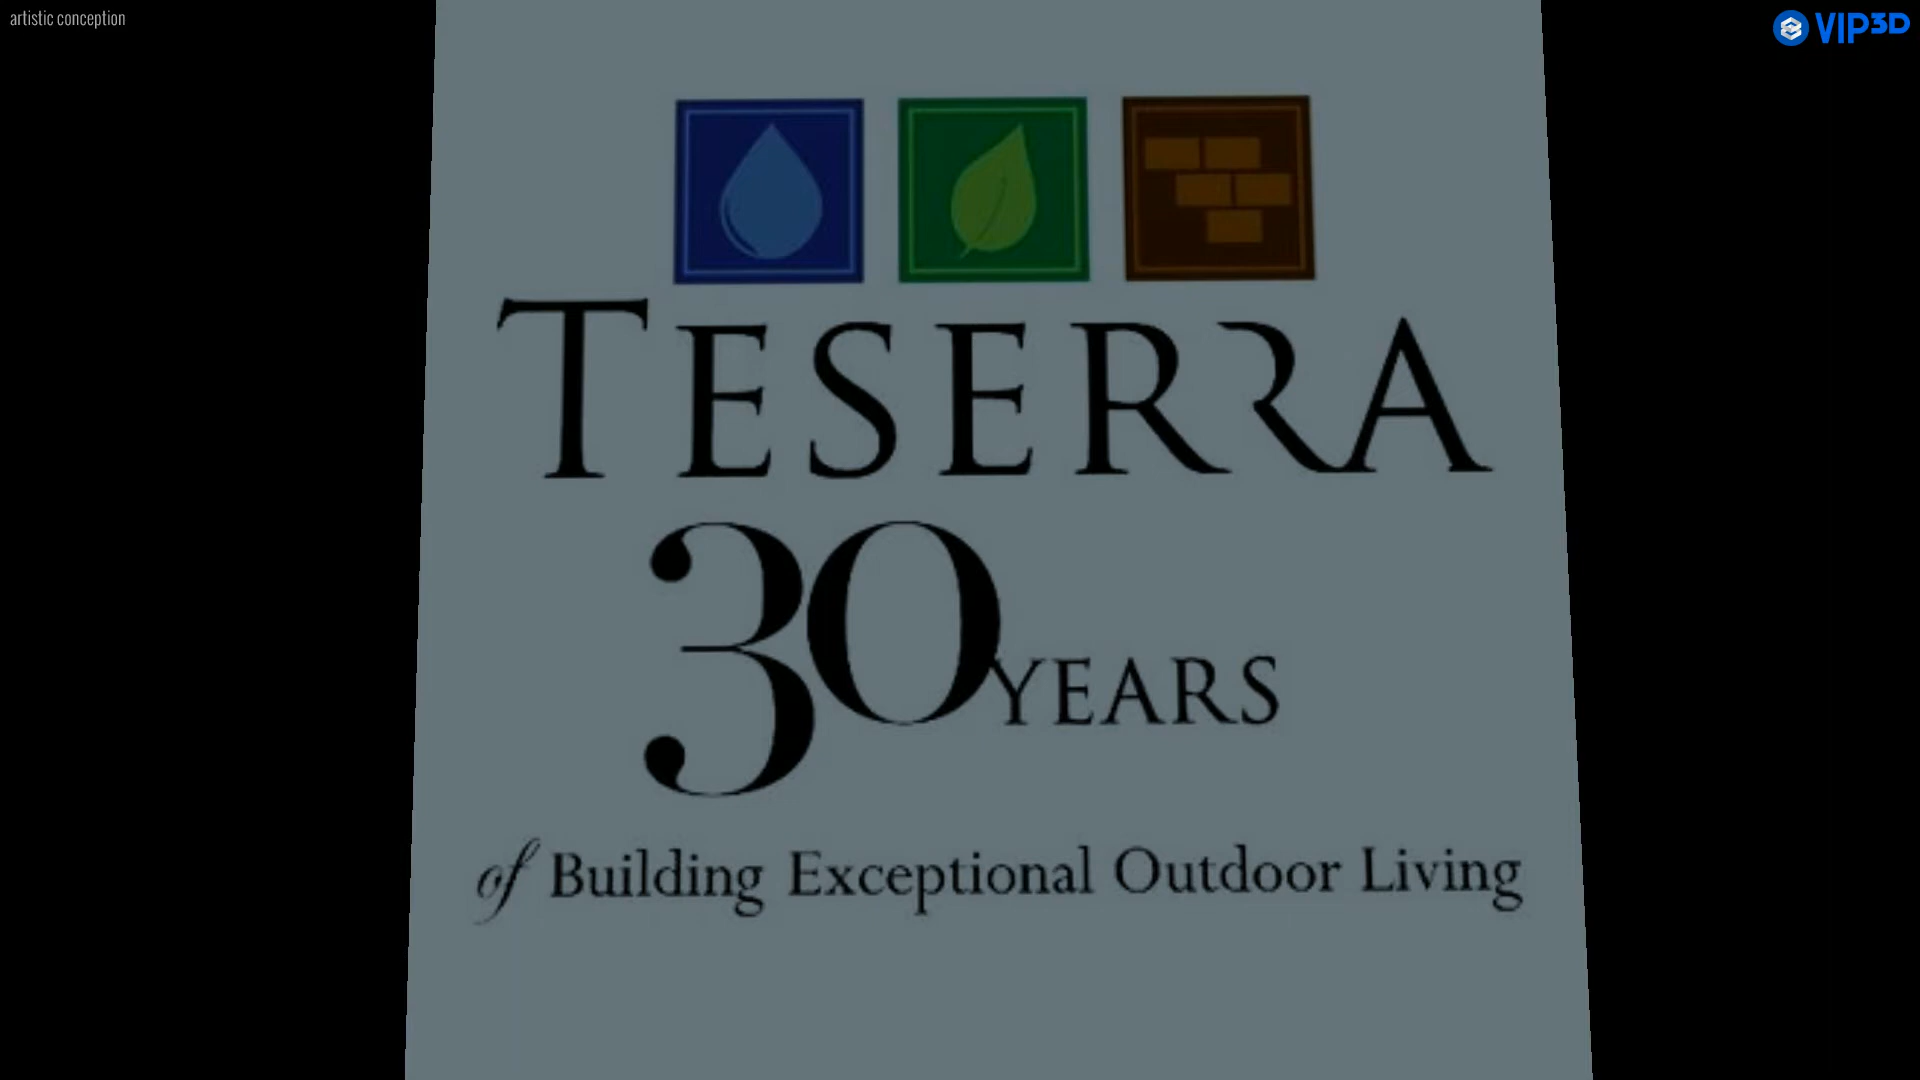 artistic conception
VIP3D
TESERRA
30 YEARS
of Building Exceptional Outdoor Living